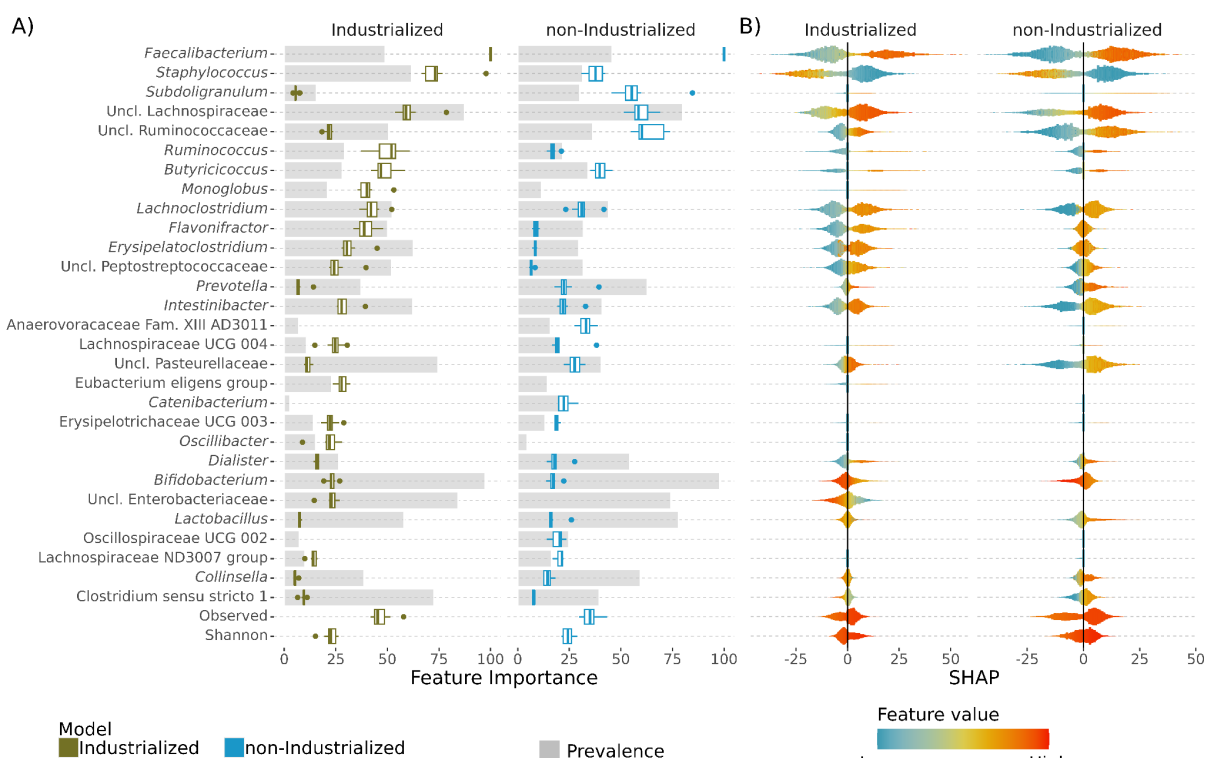 A)
B)
Industrialized
non-Industrialized
Industrialized
non-Industrialized
Faecalibacterium
Staphylococcus
Subdoligranulum
Uncl. Lachnospiraceae
Uncl. Ruminococcaceae
Ruminococcus
Butyricicoccus
Monoglobus
Lachnoclostridium
Flavonifractor
Erysipelatoclostridium
Uncl. Peptostreptococcaceae
Prevotella
Intestinibacter
Anaerovoracaceae Fam. XIII AD3011
Lachnospiraceae UCG 004
Uncl. Pasteurellaceae
Eubacterium eligens group
Catenibacterium
Erysipelotrichaceae UCG 003
Oscillibacter
Dialister
Bifidobacterium
Uncl. Enterobacteriaceae
Lactobacillus
Oscillospiraceae UCG 002
Lachnospiraceae ND3007 group
Collinsella
Clostridium sensu stricto 1
Observed
Shannon
0 25 50 75 100 0 25 50 75 100
-25 0 25 50 -25 0 25 50
Feature Importance
SHAP
Model
Industrialized
non-Industrialized
Prevalence
Feature value